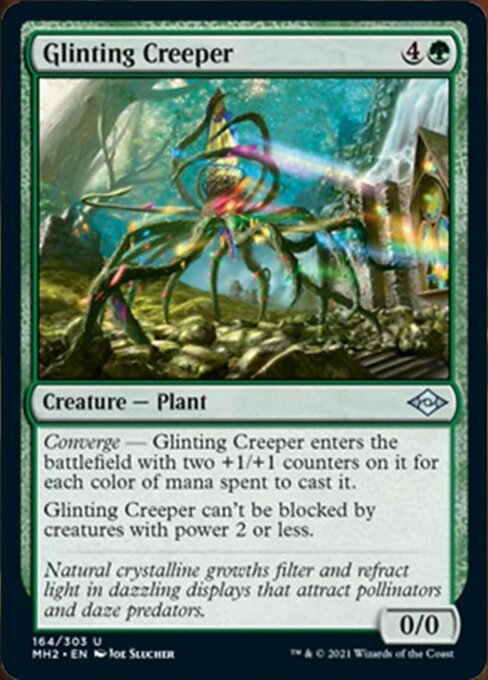 Glinting Creeper 4
Creature — Plant
Converge — Glinting Creeper enters the
battlefield with two +1/+1 counters on it for
each color of mana spent to cast it.
Glinting Creeper can't be blocked by
creatures with power 2 or less.
Natural crystalline growths filter and refract
light in dazzling displays that attract pollinators
and daze predators.
0/0
164/303 U
MH2 • EN Joe Slucher
™ & © 2021 Wizards of the Coast